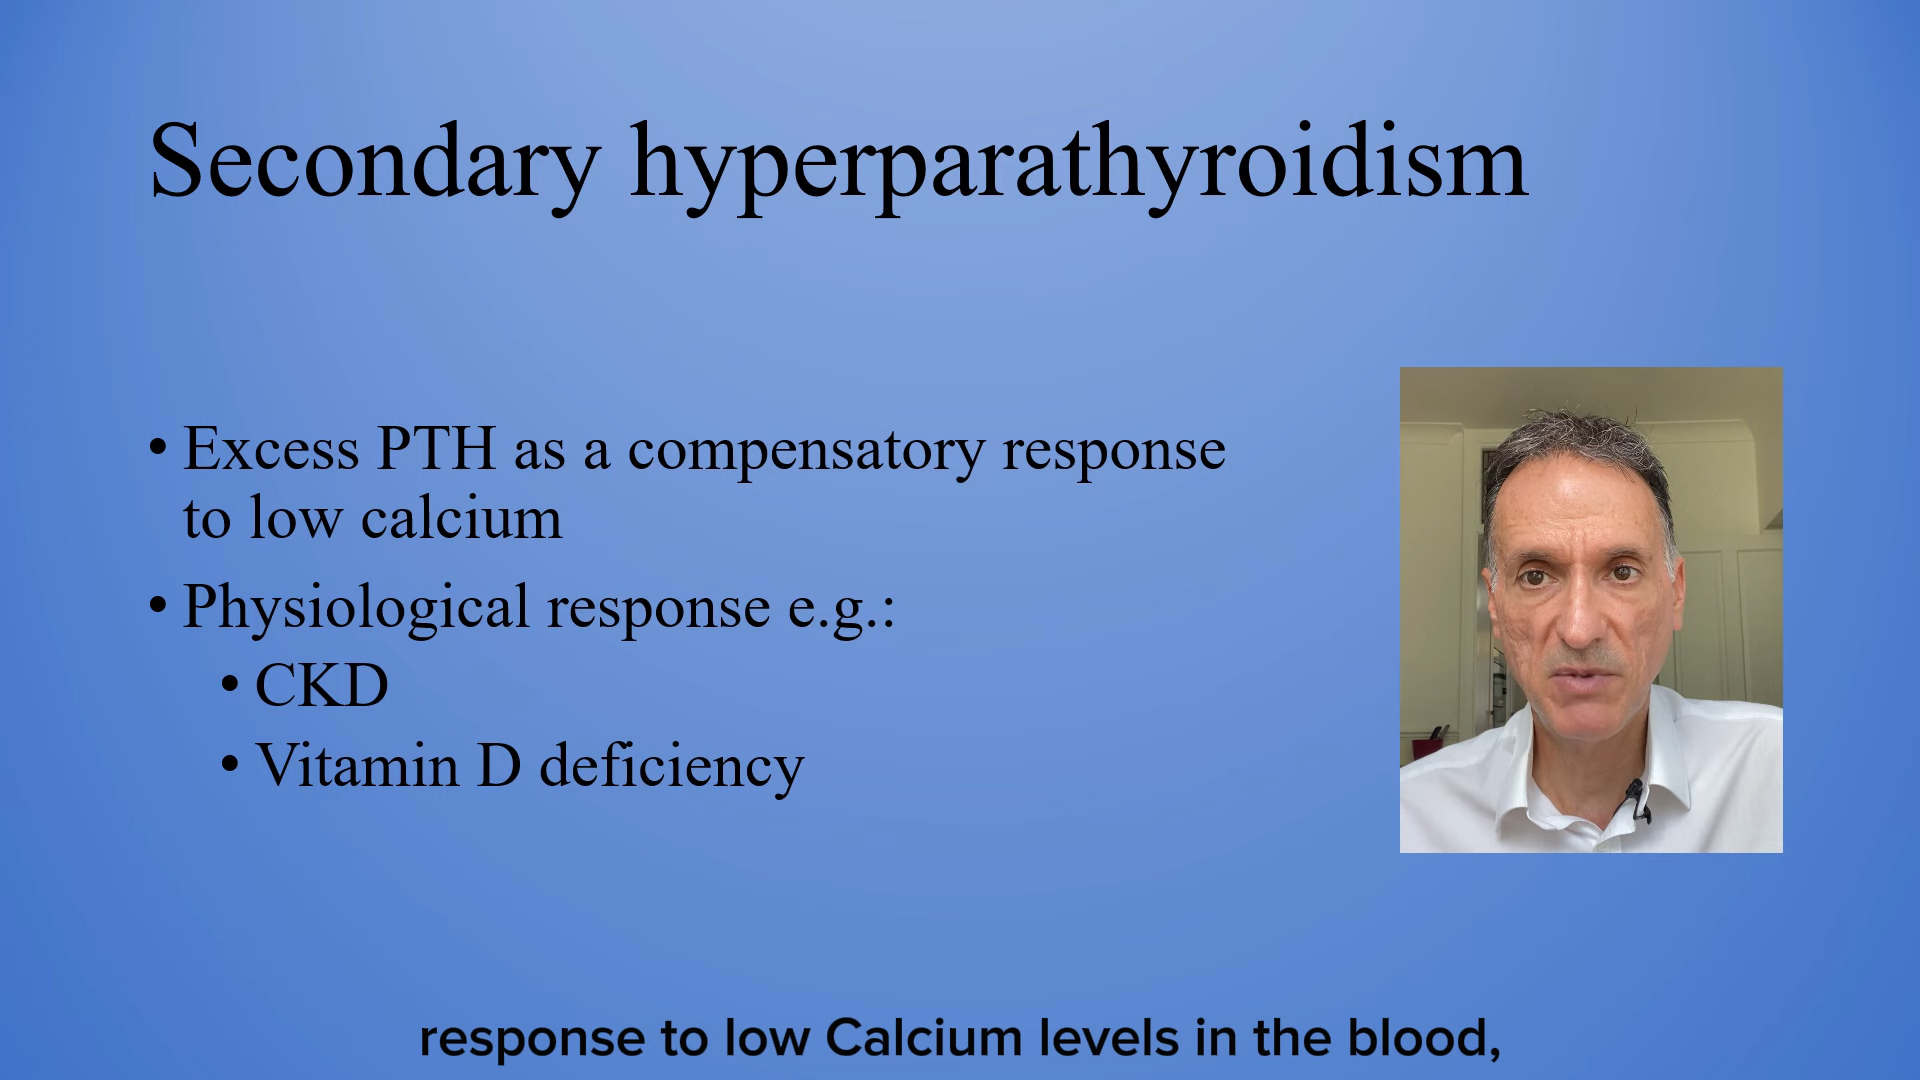 Secondary hyperparathyroidism
• Excess PTH as a compensatory response
to low calcium
• Physiological response e.g.:
• CKD
• Vitamin D deficiency
response to low Calcium levels in the blood,